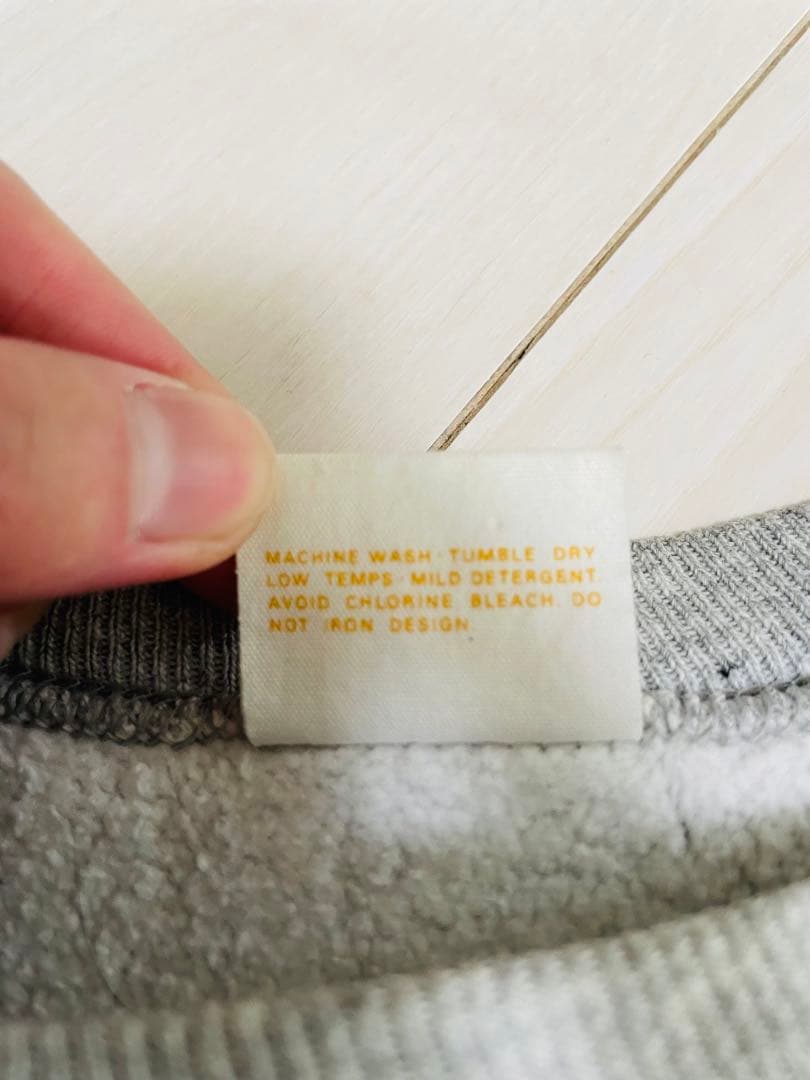 MACHINE WASH · TUMBLE DRY
LOW TEMPS · MILD DETERGENT.
AVOID CHLORINE BLEACH. DO
NOT IRON DESIGN.